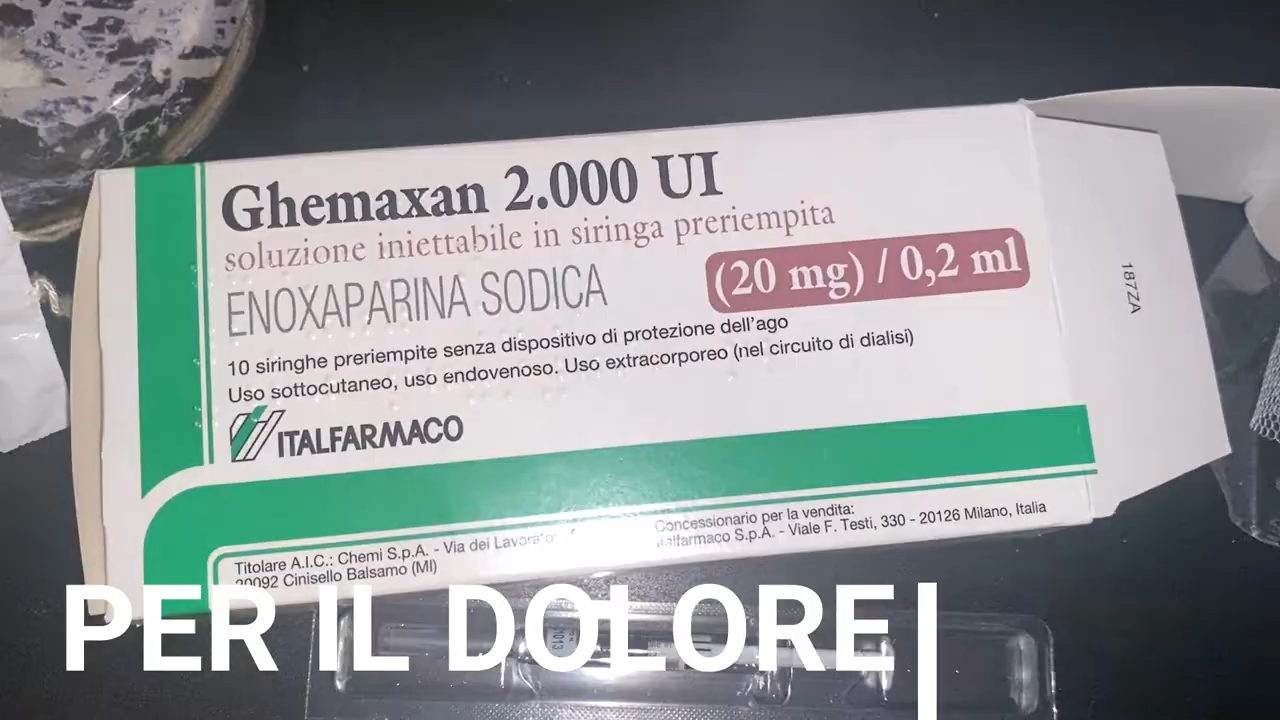 Ghemaxan 2.000 UI
soluzione iniettabile in siringa preriempita
ENOXAPARINA SODICA
(20 mg) / 0,2 ml
10 siringhe preriempite senza dispositivo di protezione dell'ago
Uso sottocutaneo, uso endovenoso. Uso extracorporeo (nel circuito di dialisi)
ITALFARMACO
187ZA
Titolare A.I.C.: Chemi S.p.A. - Via dei
20092 Cinisello Balsamo (MI)
Concessionario per la vendita:
Italfarmaco S.p.A. - Viale F. Testi, 330 - 20126 Milano, Italia
PER IL DOLORE